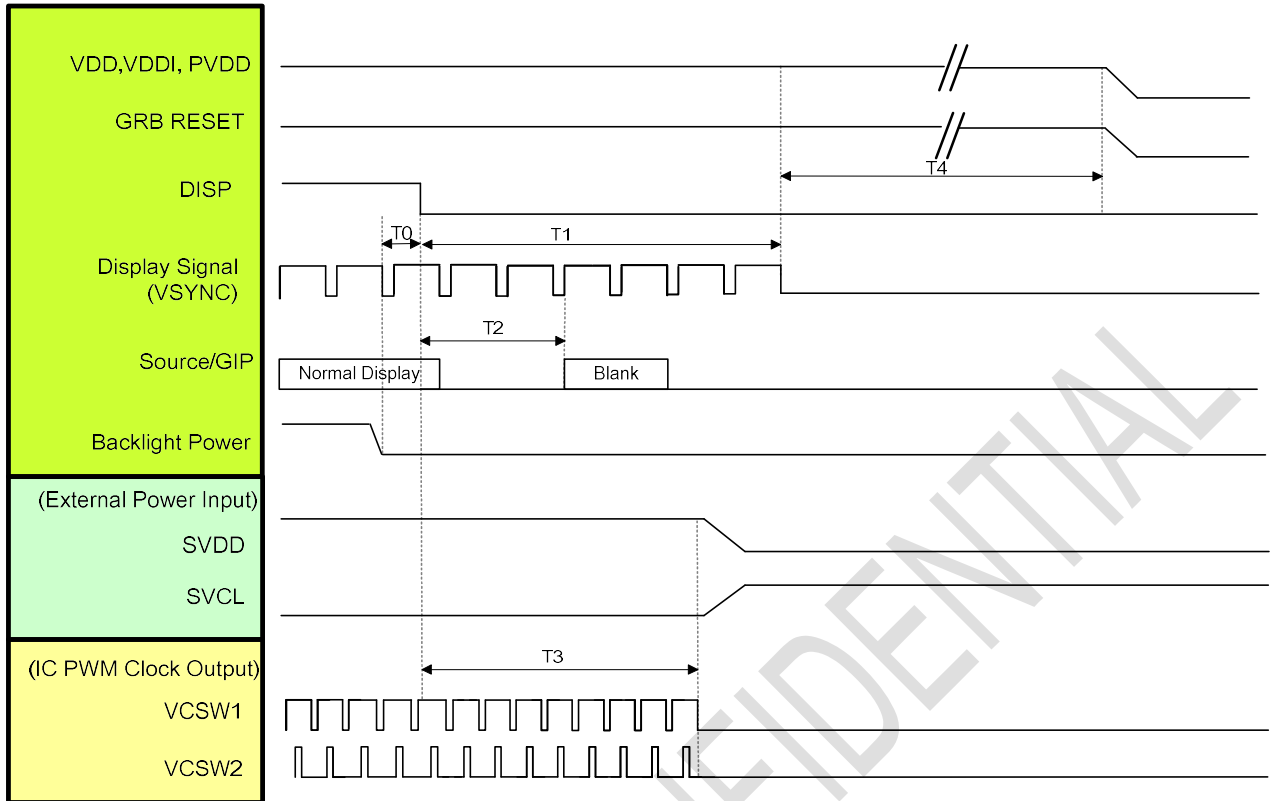 VDD,VDDI, PVDD
GRB RESET
T4
DISP
T0
T1
Display Signal
(VSYNC)
T2
Source/GIP
Normal Display
Blank
Backlight Power
(External Power Input)
SVDD
SVCL
T3
(IC PWM Clock Output)
VCSW1
VCSW2
FIDENTIAL